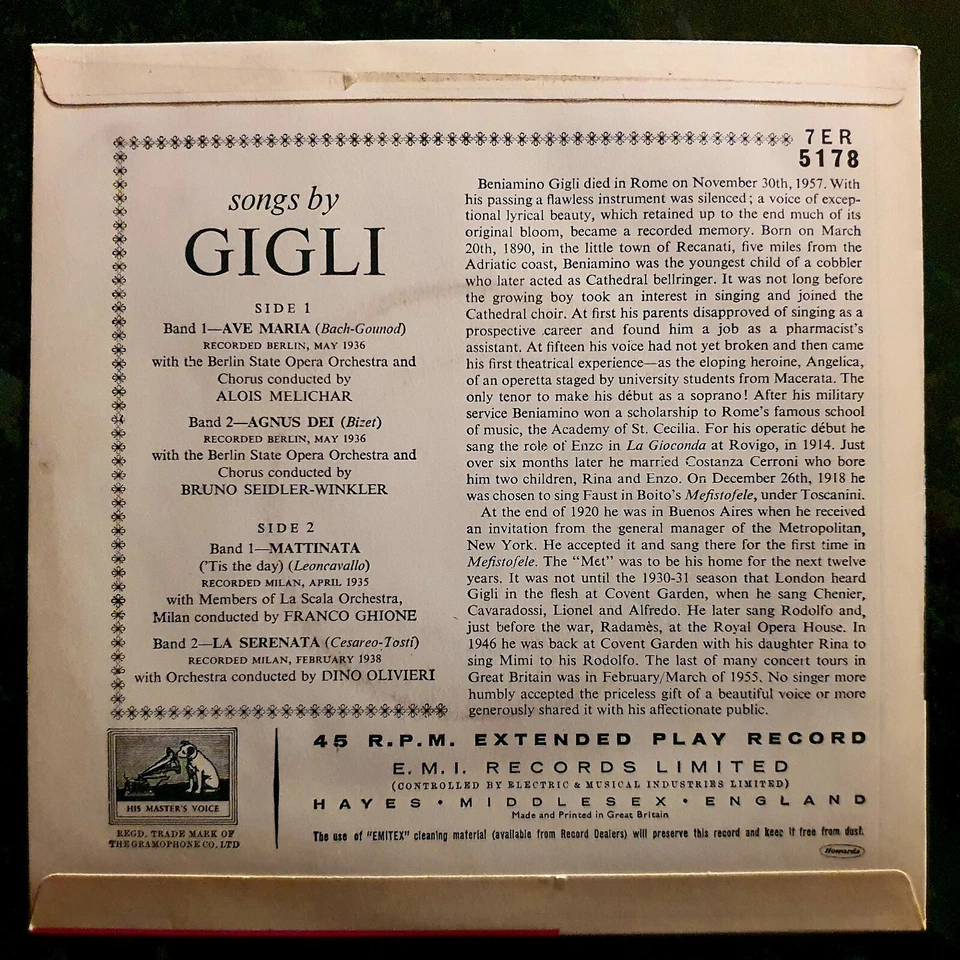 7ER
5178
songs by
GIGLI
SIDE 1
Band 1—AVE MARIA (Bach-Gounod)
RECORDED BERLIN, MAY 1936
with the Berlin State Opera Orchestra and
Chorus conducted by
ALOIS MELICHAR
Band 2—AGNUS DEI (Bizet)
RECORDED BERLIN, MAY 1936
with the Berlin State Opera Orchestra and
Chorus conducted by
BRUNO SEIDLER-WINKLER
SIDE 2
Band 1—MATTINATA
('Tis the day) (Leoncavallo)
RECORDED MILAN, APRIL 1935
with Members of La Scala Orchestra,
Milan conducted by FRANCO GHIONE
Band 2—LA SERENATA (Cesareo-Tosti)
RECORDED MILAN, FEBRUARY 1938
with Orchestra conducted by DINO OLIVIERI
Beniamino Gigli died in Rome on November 30th, 1957. With
his passing a flawless instrument was silenced; a voice of excep-
tional lyrical beauty, which retained up to the end much of its
original bloom, became a recorded memory. Born on March
20th, 1890, in the little town of Recanati, five miles from the
Adriatic coast, Beniamino was the youngest child of a cobbler
who later acted as Cathedral bellringer. It was not long before
the growing boy took an interest in singing and joined the
Cathedral choir. At first his parents disapproved of singing as a
prospective career and found him a job as a pharmacist's
assistant. At fifteen his voice had not yet broken and then came
his first theatrical experience—as the eloping heroine, Angelica,
of an operetta staged by university students from Macerata. The
only tenor to make his début as a soprano! After his military
service Beniamino won a scholarship to Rome's famous school
of music, the Academy of St. Cecilia. For his operatic début he
sang the role of Enzo in La Gioconda at Rovigo, in 1914. Just
over six months later he married Costanza Cerroni who bore
him two children, Rina and Enzo. On December 26th, 1918 he
was chosen to sing Faust in Boito's Mefistofele, under Toscanini.
At the end of 1920 he was in Buenos Aires when he received
an invitation from the general manager of the Metropolitan,
New York. He accepted it and sang there for the first time in
Mefistofele. The "Met" was to be his home for the next twelve
years. It was not until the 1930-31 season that London heard
Gigli in the flesh at Covent Garden, when he sang Chenier,
Cavaradossi, Lionel and Alfredo. He later sang Rodolfo and,
just before the war, Radamès, at the Royal Opera House. In
1946 he was back at Covent Garden with his daughter Rina to
sing Mimi to his Rodolfo. The last of many concert tours in
Great Britain was in February/March of 1955. No singer more
humbly accepted the priceless gift of a beautiful voice or more
generously shared it with his affectionate public.
HIS MASTER'S VOICE
REGD. TRADE MARK OF
THE GRAMOPHONE CO. LTD
45 R.P.M. EXTENDED PLAY RECORD
E.M.I. RECORDS LIMITED
(CONTROLLED BY ELECTRIC & MUSICAL INDUSTRIES LIMITED)
HAYES • MIDDLESEX • ENGLAND
Made and Printed in Great Britain
The use of "EMITEX" cleaning material (available from Record Dealers) will preserve this record and keep it free from dust.
Howards